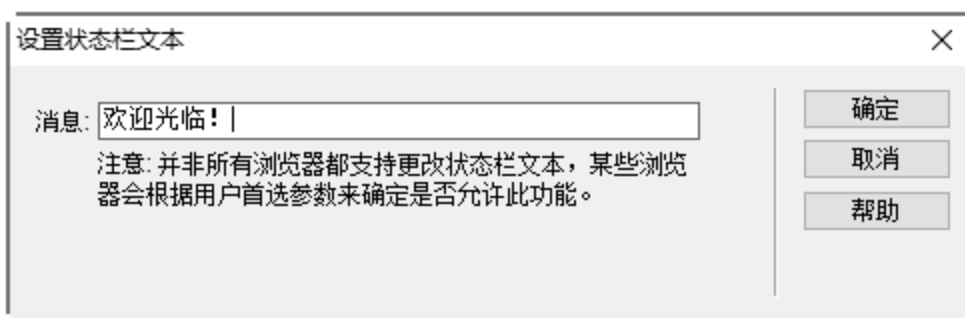 设置状态栏文本
消息: 欢迎光临！
确定
注意: 并非所有浏览器都支持更改状态栏文本，某些浏览
器会根据用户首选参数来确定是否允许此功能。
取消
帮助